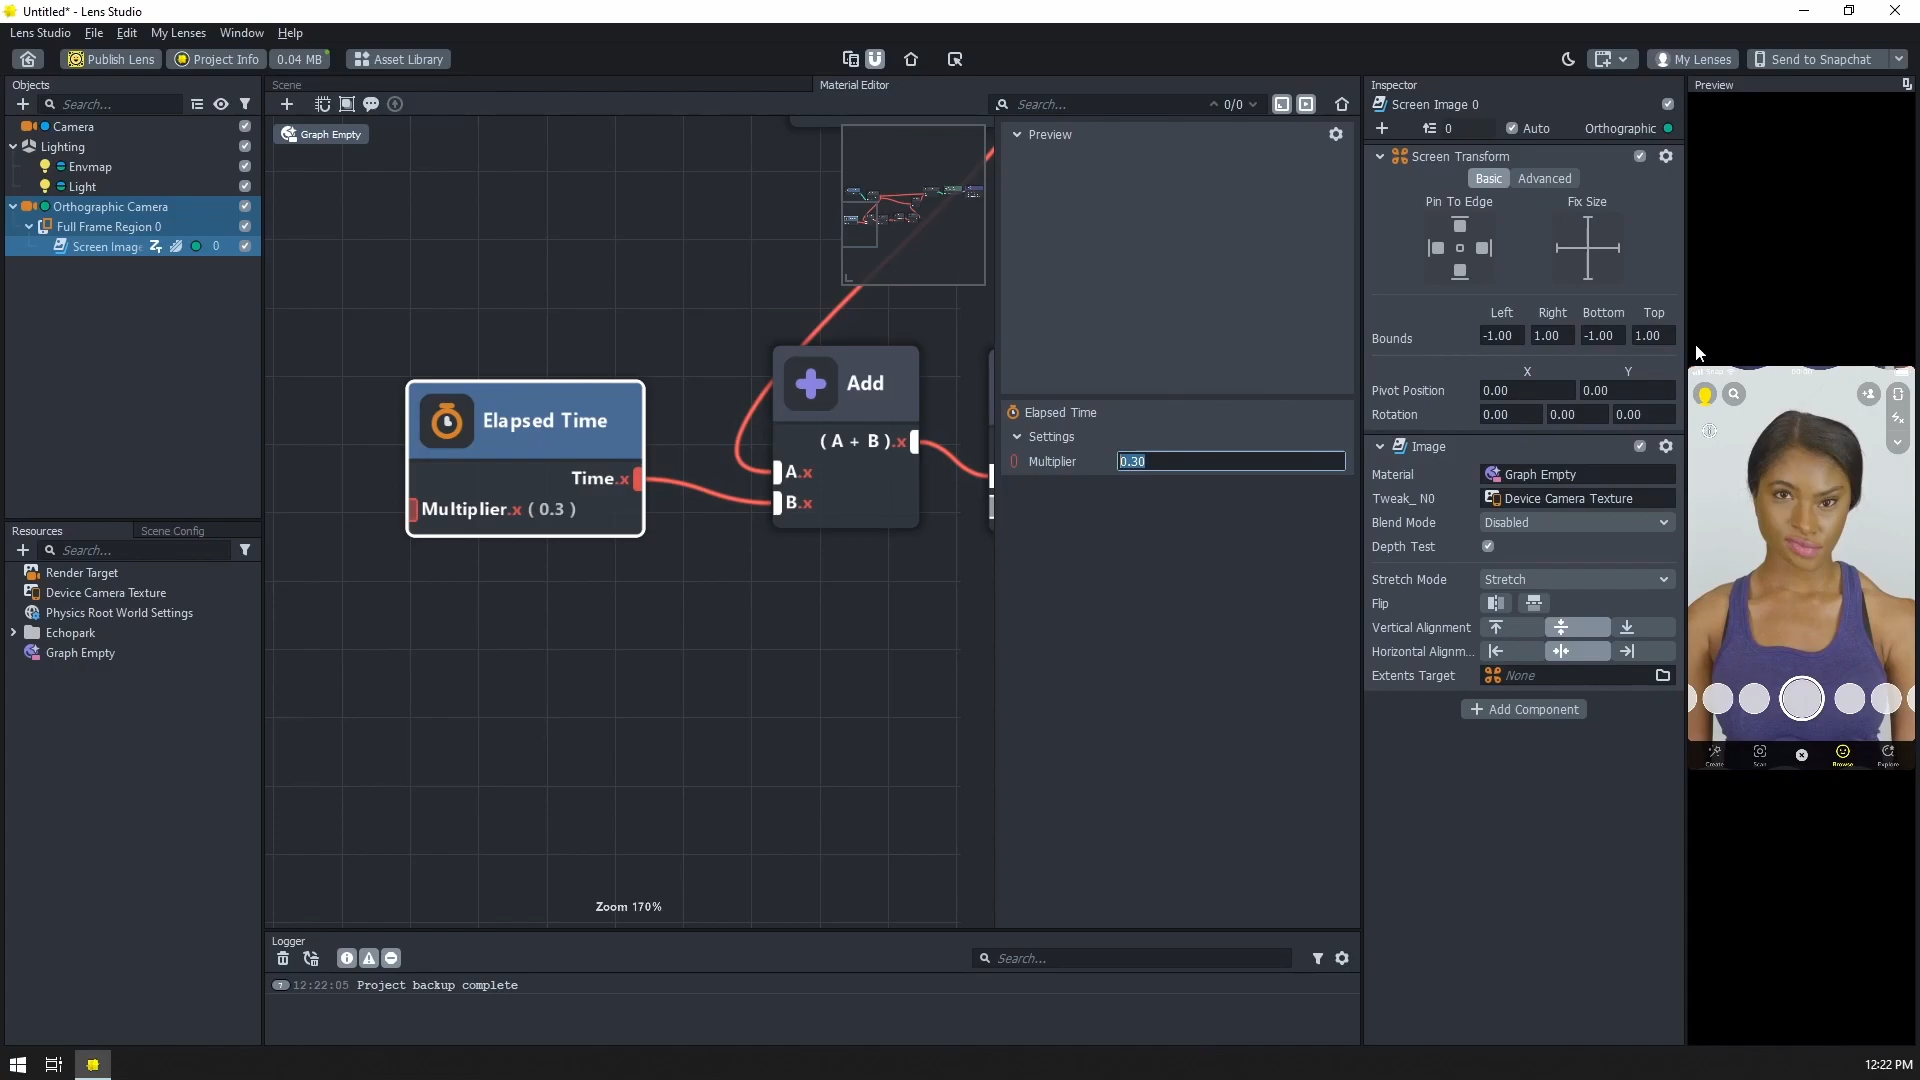 Untitled* - Lens Studio
Lens Studio File Edit My Lenses Window Help
Publish Lens Project Info 0.04 MB Asset Library My Lenses Send to Snapchat
Objects
Search...
Camera
Lighting
Envmap
Light
Orthographic Camera
Full Frame Region 0
Screen Imag 0
Resources Scene Config
Search...
Render Target
Device Camera Texture
Physics Root World Settings
Echopark
Graph Empty
Scene Material Editor
Search... 0/0
Graph Empty
Elapsed Time
Time.x
Multiplier.x ( 0.3 )
Add
( A + B ).x
A.x
B.x
Zoom 170%
Preview
Elapsed Time
Settings
Multiplier 0.30
Logger
Search...
7 12:22:05 Project backup complete
Inspector
Screen Image 0
0 Auto Orthographic
Screen Transform
Basic Advanced
Pin To Edge Fix Size
Left Right Bottom Top
Bounds -1.00 1.00 -1.00 1.00
X Y
Pivot Position 0.00 0.00
Rotation 0.00 0.00 0.00
Image
Material Graph Empty
Tweak_N0 Device Camera Texture
Blend Mode Disabled
Depth Test
Stretch Mode Stretch
Flip
Vertical Alignment
Horizontal Alignm...
Extents Target None
+ Add Component
Preview
Create Scan Browse Explore
12:22 PM